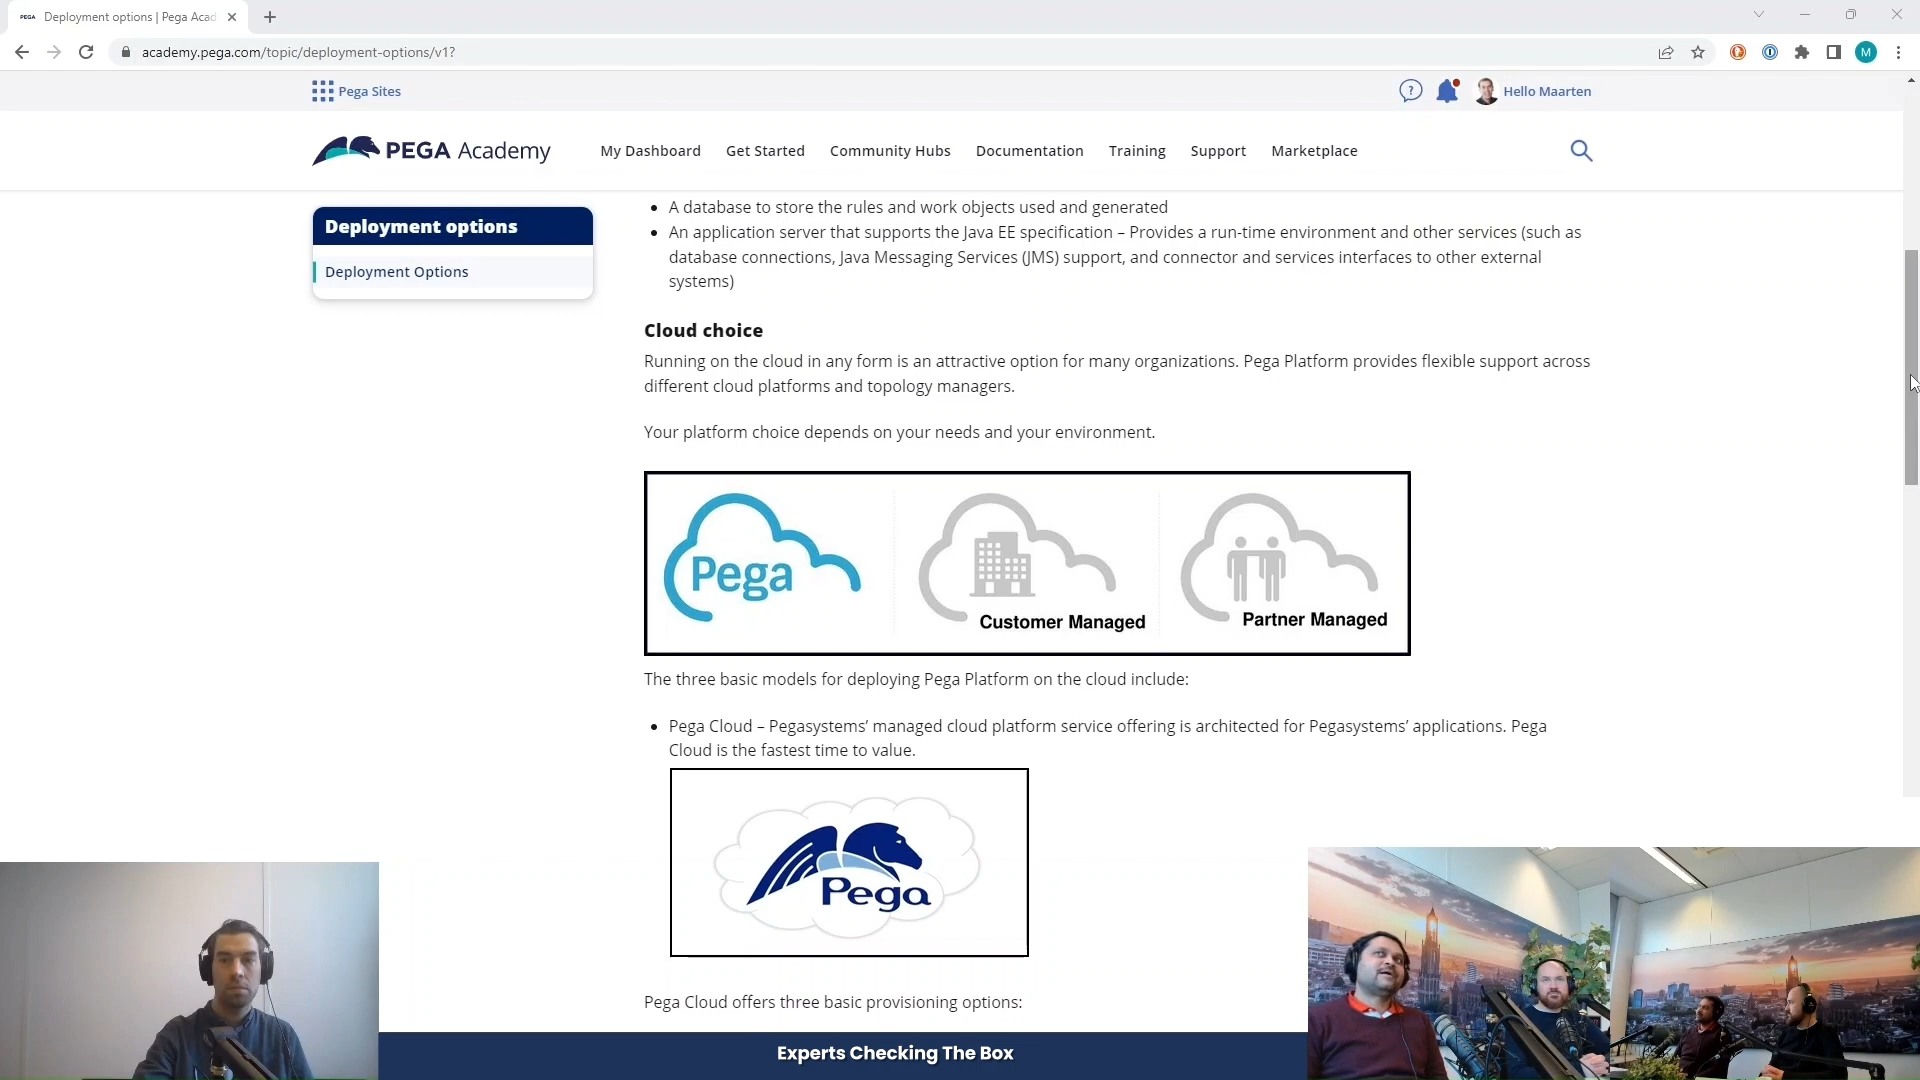 PEGA
Deployment options | Pega Acad
academy.pega.com/topic/deployment-options/v1?
M
Pega Sites
?
Hello Maarten
PEGA Academy
My Dashboard
Get Started
Community Hubs
Documentation
Training
Support
Marketplace
Deployment options
Deployment Options
A database to store the rules and work objects used and generated
An application server that supports the Java EE specification – Provides a run-time environment and other services (such as
database connections, Java Messaging Services (JMS) support, and connector and services interfaces to other external
systems)
Cloud choice
Running on the cloud in any form is an attractive option for many organizations. Pega Platform provides flexible support across
different cloud platforms and topology managers.
Your platform choice depends on your needs and your environment.
Pega
Customer Managed
Partner Managed
The three basic models for deploying Pega Platform on the cloud include:
Pega Cloud – Pegasystems’ managed cloud platform service offering is architected for Pegasystems’ applications. Pega
Cloud is the fastest time to value.
Pega
Pega Cloud offers three basic provisioning options:
Experts Checking The Box